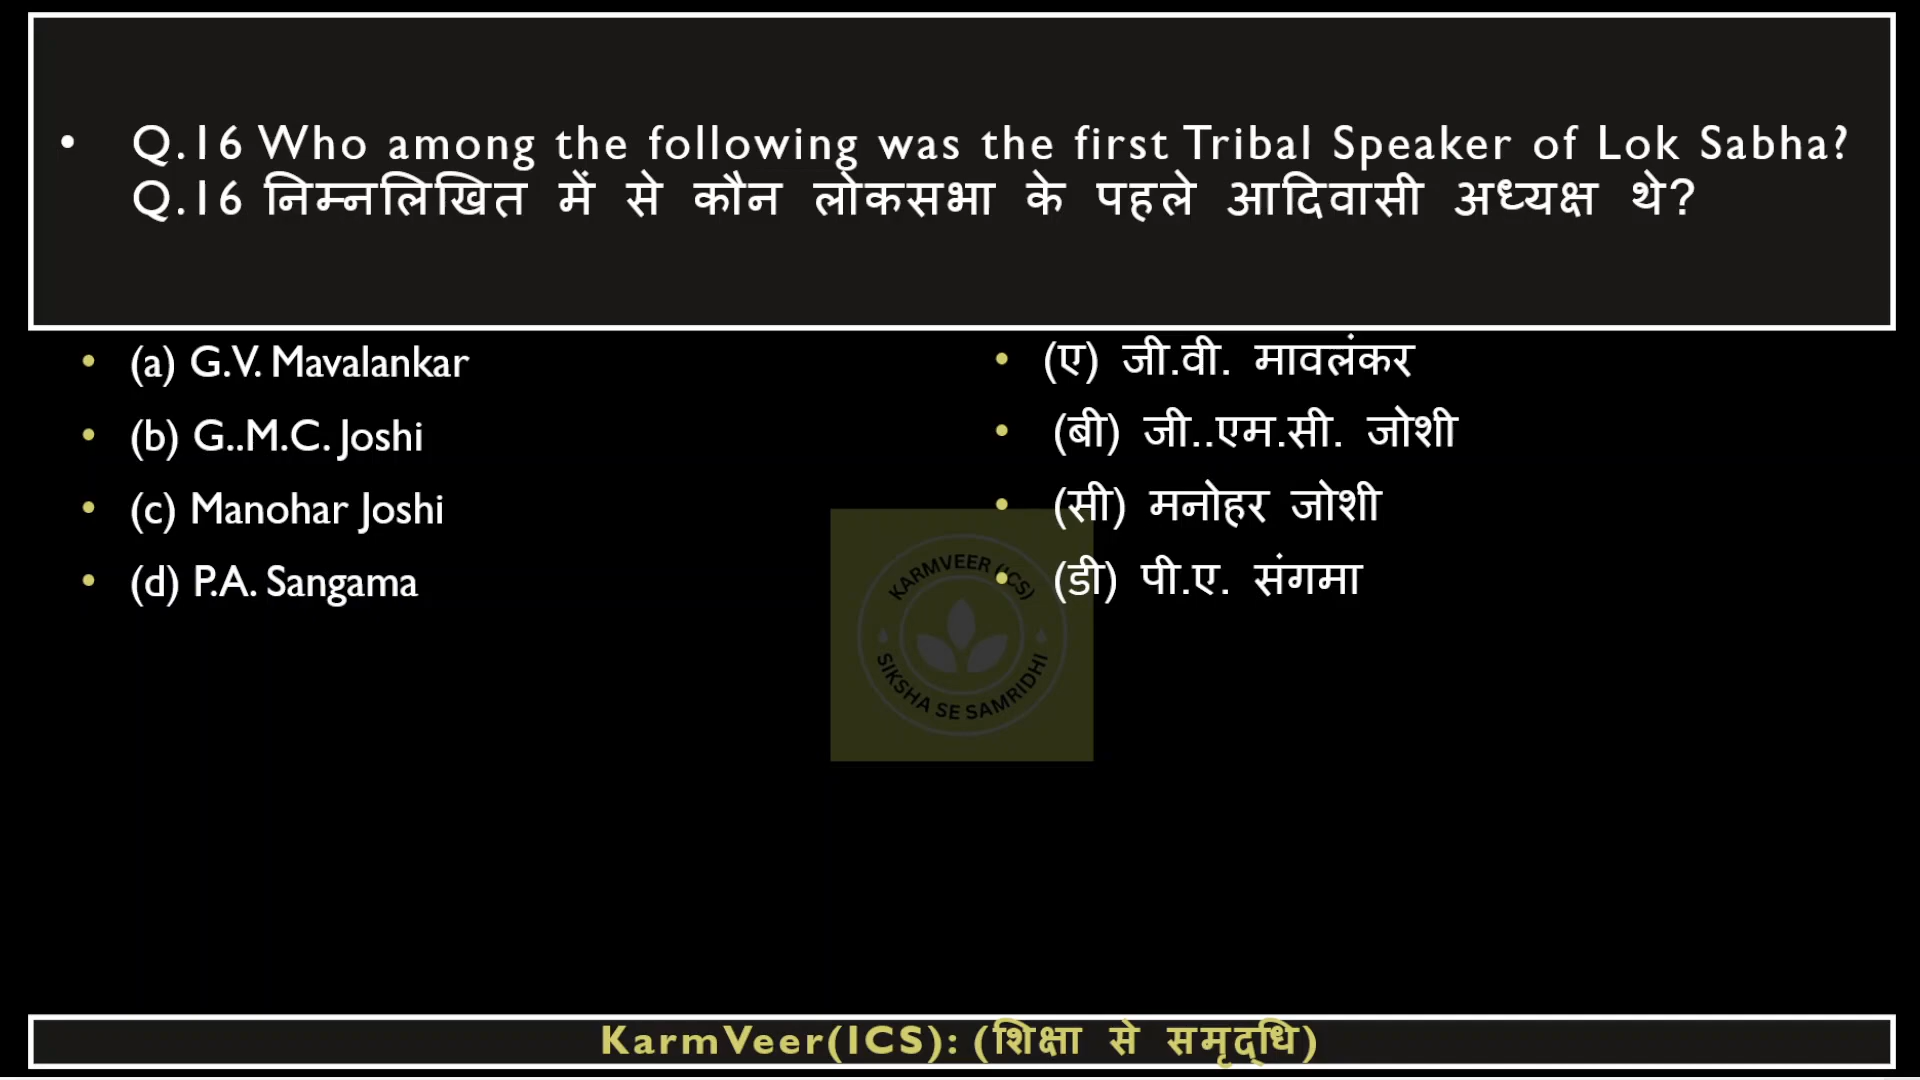 • Q.16 Who among the following was the first Tribal Speaker of Lok Sabha?
Q.16 निम्नलिखित में से कौन लोकसभा के पहले आदिवासी अध्यक्ष थे?
• (a) G.V. Mavalankar
• (b) G..M.C. Joshi
• (c) Manohar Joshi
• (d) P.A. Sangama
• (ए) जी.वी. मावलंकर
• (बी) जी..एम.सी. जोशी
• (सी) मनोहर जोशी
• (डी) पी.ए. संगमा
KARMVEER (ICS)
SIKSHA SE SAMRIDHI
KarmVeer(ICS): (शिक्षा से समृद्धि)